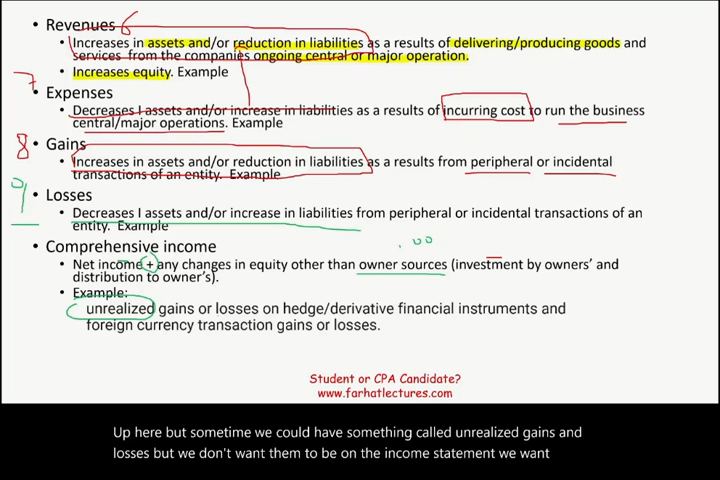 • Revenues 6
• Increases in assets and/or reduction in liabilities as a results of delivering/producing goods and
services from the companies ongoing central or major operation.
• Increases equity. Example
7
• Expenses
• Decreases I assets and/or increase in liabilities as a results of incurring cost to run the business
central/major operations. Example
8 • Gains
• Increases in assets and/or reduction in liabilities as a results from peripheral or incidental
transactions of an entity. Example
9 • Losses
• Decreases I assets and/or increase in liabilities from peripheral or incidental transactions of an
entity. Example
• Comprehensive income
• Net income + any changes in equity other than owner sources (investment by owners' and
distribution to owner's).
• Example:
unrealized gains or losses on hedge/derivative financial instruments and
foreign currency transaction gains or losses.
Student or CPA Candidate?
www.farhatlectures.com
Up here but sometime we could have something called unrealized gains and
losses but we don't want them to be on the income statement we want